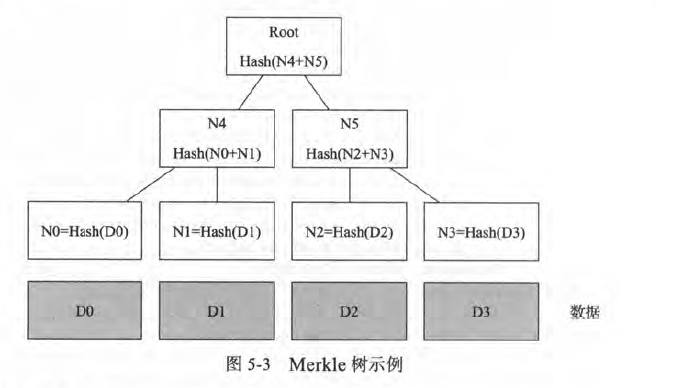 Root
Hash(N4+N5)
N4
Hash(N0+N1)
N5
Hash(N2+N3)
N0=Hash(D0)
N1=Hash(D1)
N2=Hash(D2)
N3=Hash(D3)
D0
D1
D2
D3
数据
图 5-3 Merkle 树示例